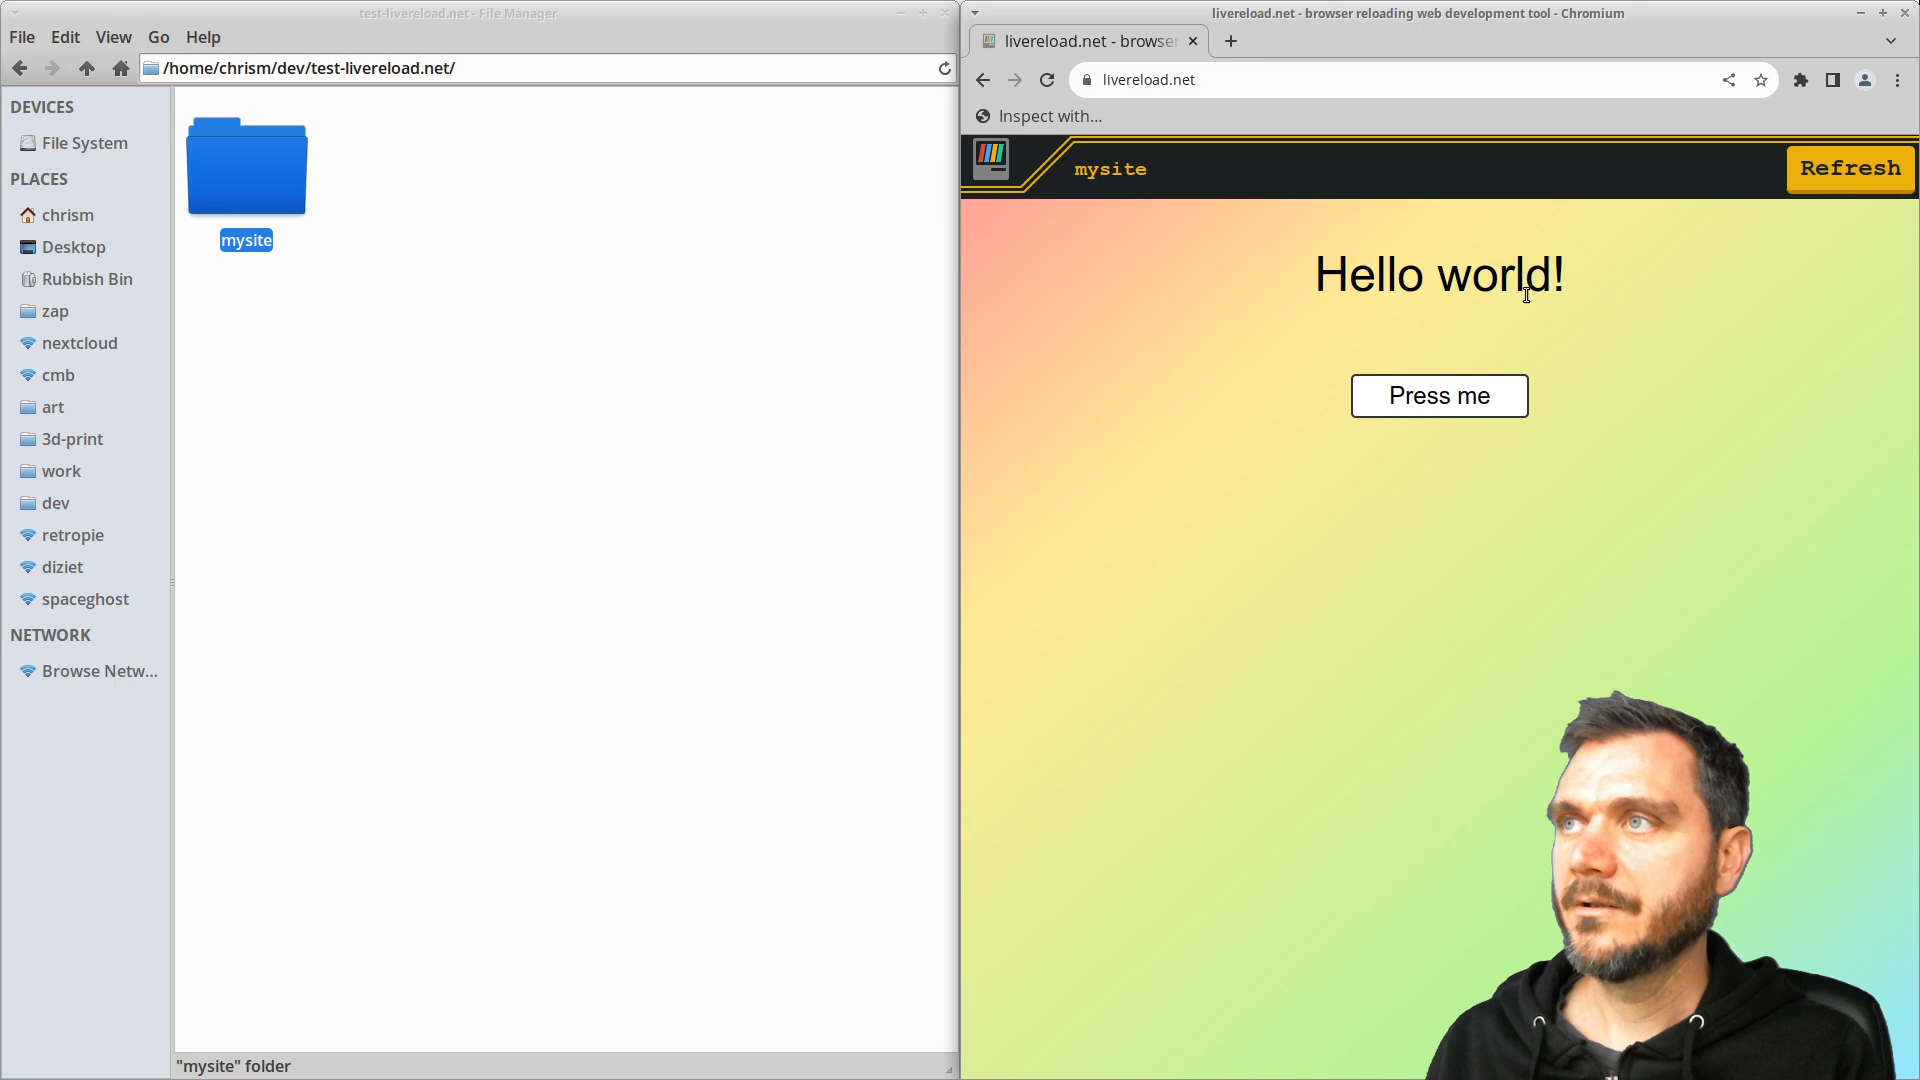 test-livereload.net - File Manager
File Edit View Go Help
/home/chrism/dev/test-livereload.net/
DEVICES
File System
PLACES
chrism
Desktop
Rubbish Bin
zap
nextcloud
cmb
art
3d-print
work
dev
retropie
diziet
spaceghost
NETWORK
Browse Netw...
mysite
"mysite" folder
livereload.net - browser reloading web development tool - Chromium
livereload.net - browser
livereload.net
Inspect with...
mysite
Refresh
Hello world!
Press me